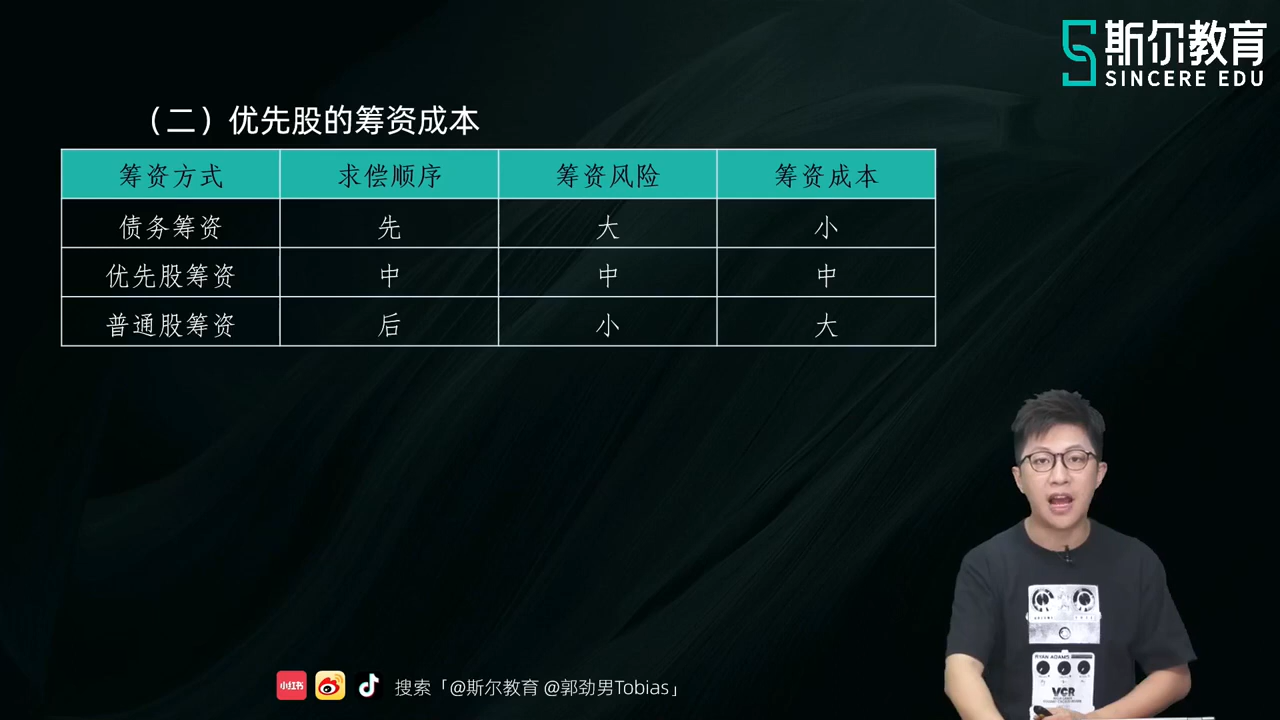 斯尔教育
SINCERE EDU
（二）优先股的筹资成本
筹资方式 求偿顺序 筹资风险 筹资成本
债务筹资 先 大 小
优先股筹资 中 中 中
普通股筹资 后 小 大
RYAN ADAMS
VCR
小红书 搜索「@斯尔教育 @郭劲男Tobias」